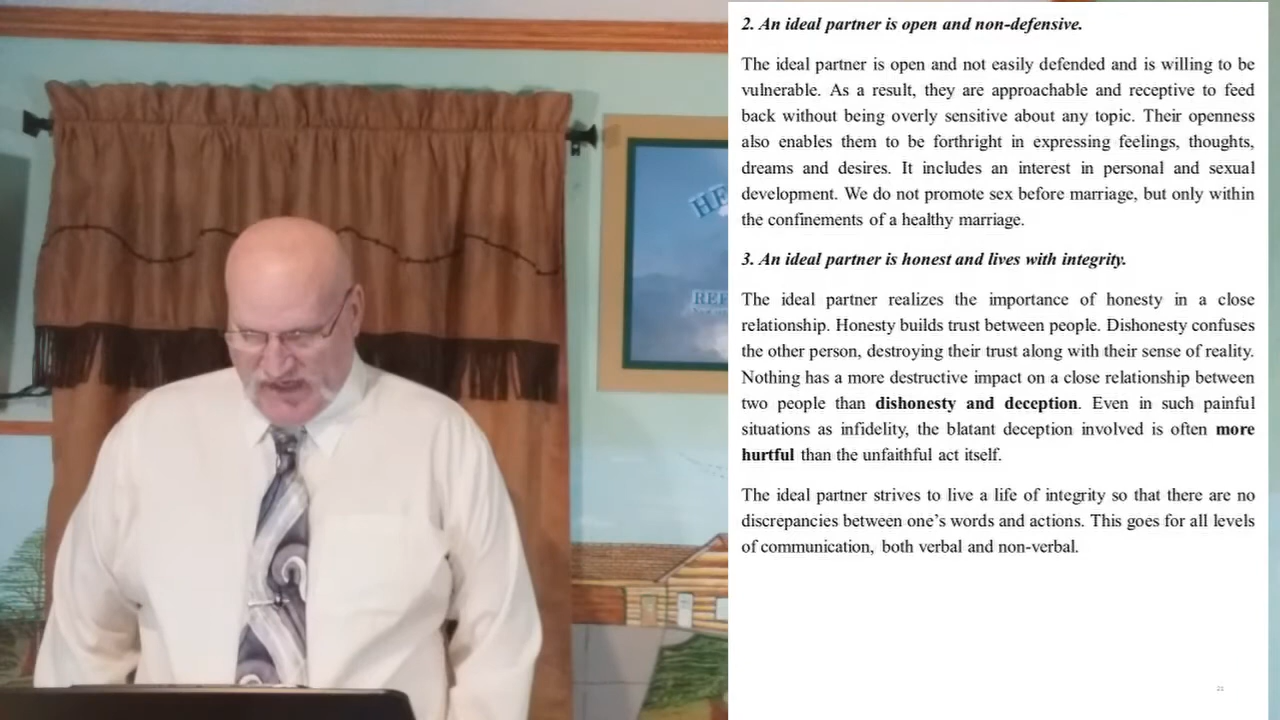 HE
REF
2. An ideal partner is open and non-defensive.
The ideal partner is open and not easily defended and is willing to be
vulnerable. As a result, they are approachable and receptive to feed
back without being overly sensitive about any topic. Their openness
also enables them to be forthright in expressing feelings, thoughts,
dreams and desires. It includes an interest in personal and sexual
development. We do not promote sex before marriage, but only within
the confinements of a healthy marriage.
3. An ideal partner is honest and lives with integrity.
The ideal partner realizes the importance of honesty in a close
relationship. Honesty builds trust between people. Dishonesty confuses
the other person, destroying their trust along with their sense of reality.
Nothing has a more destructive impact on a close relationship between
two people than dishonesty and deception. Even in such painful
situations as infidelity, the blatant deception involved is often more
hurtful than the unfaithful act itself.
The ideal partner strives to live a life of integrity so that there are no
discrepancies between one’s words and actions. This goes for all levels
of communication, both verbal and non-verbal.